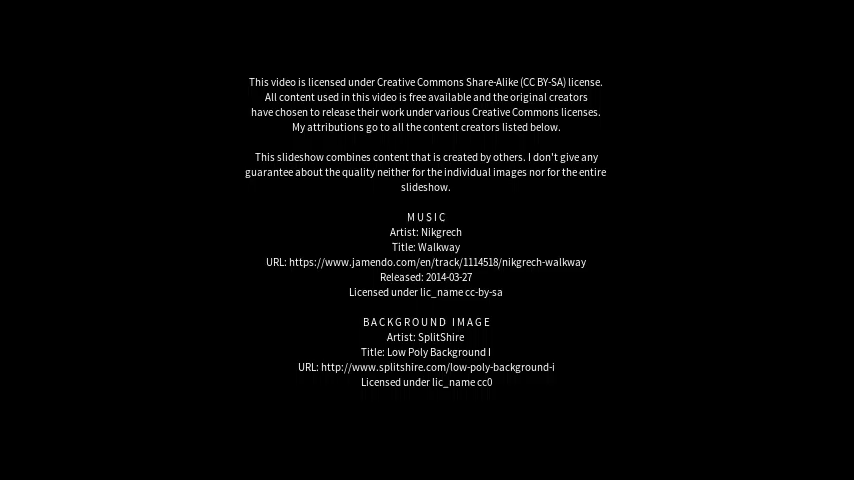 This video is licensed under Creative Commons Share-Alike (CC BY-SA) license.
All content used in this video is free available and the original creators
have chosen to release their work under various Creative Commons licenses.
My attributions go to all the content creators listed below.
This slideshow combines content that is created by others. I don't give any
guarantee about the quality neither for the individual images nor for the entire
slideshow.
MUSIC
Artist: Nikgrech
Title: Walkway
URL: https://www.jamendo.com/en/track/1114518/nikgrech-walkway
Released: 2014-03-27
Licensed under lic_name cc-by-sa
BACKGROUND IMAGE
Artist: SplitShire
Title: Low Poly Background I
URL: http://www.splitshire.com/low-poly-background-i
Licensed under lic_name cc0